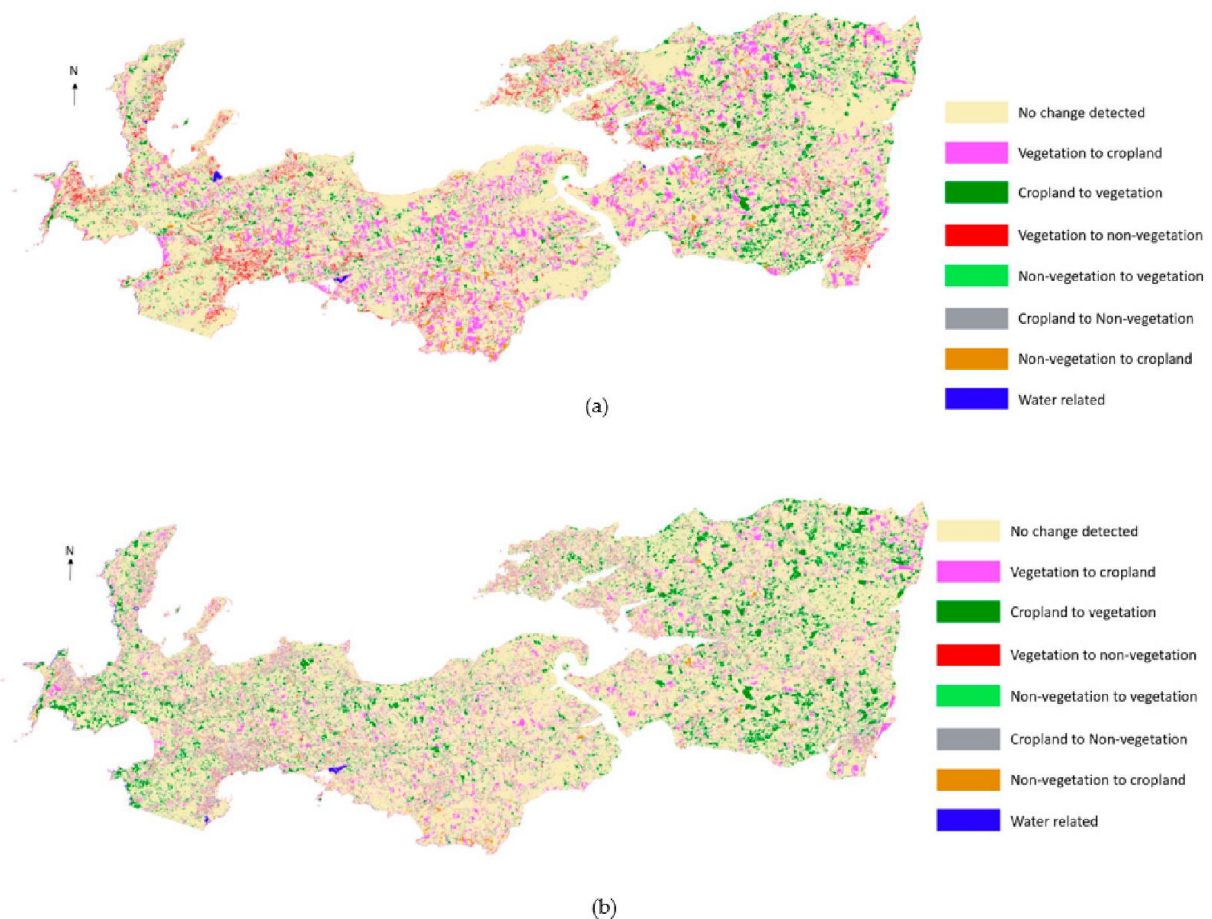 N
No change detected
Vegetation to cropland
Cropland to vegetation
Vegetation to non-vegetation
Non-vegetation to vegetation
Cropland to Non-vegetation
Non-vegetation to cropland
Water related
(a)
N
No change detected
Vegetation to cropland
Cropland to vegetation
Vegetation to non-vegetation
Non-vegetation to vegetation
Cropland to Non-vegetation
Non-vegetation to cropland
Water related
(b)